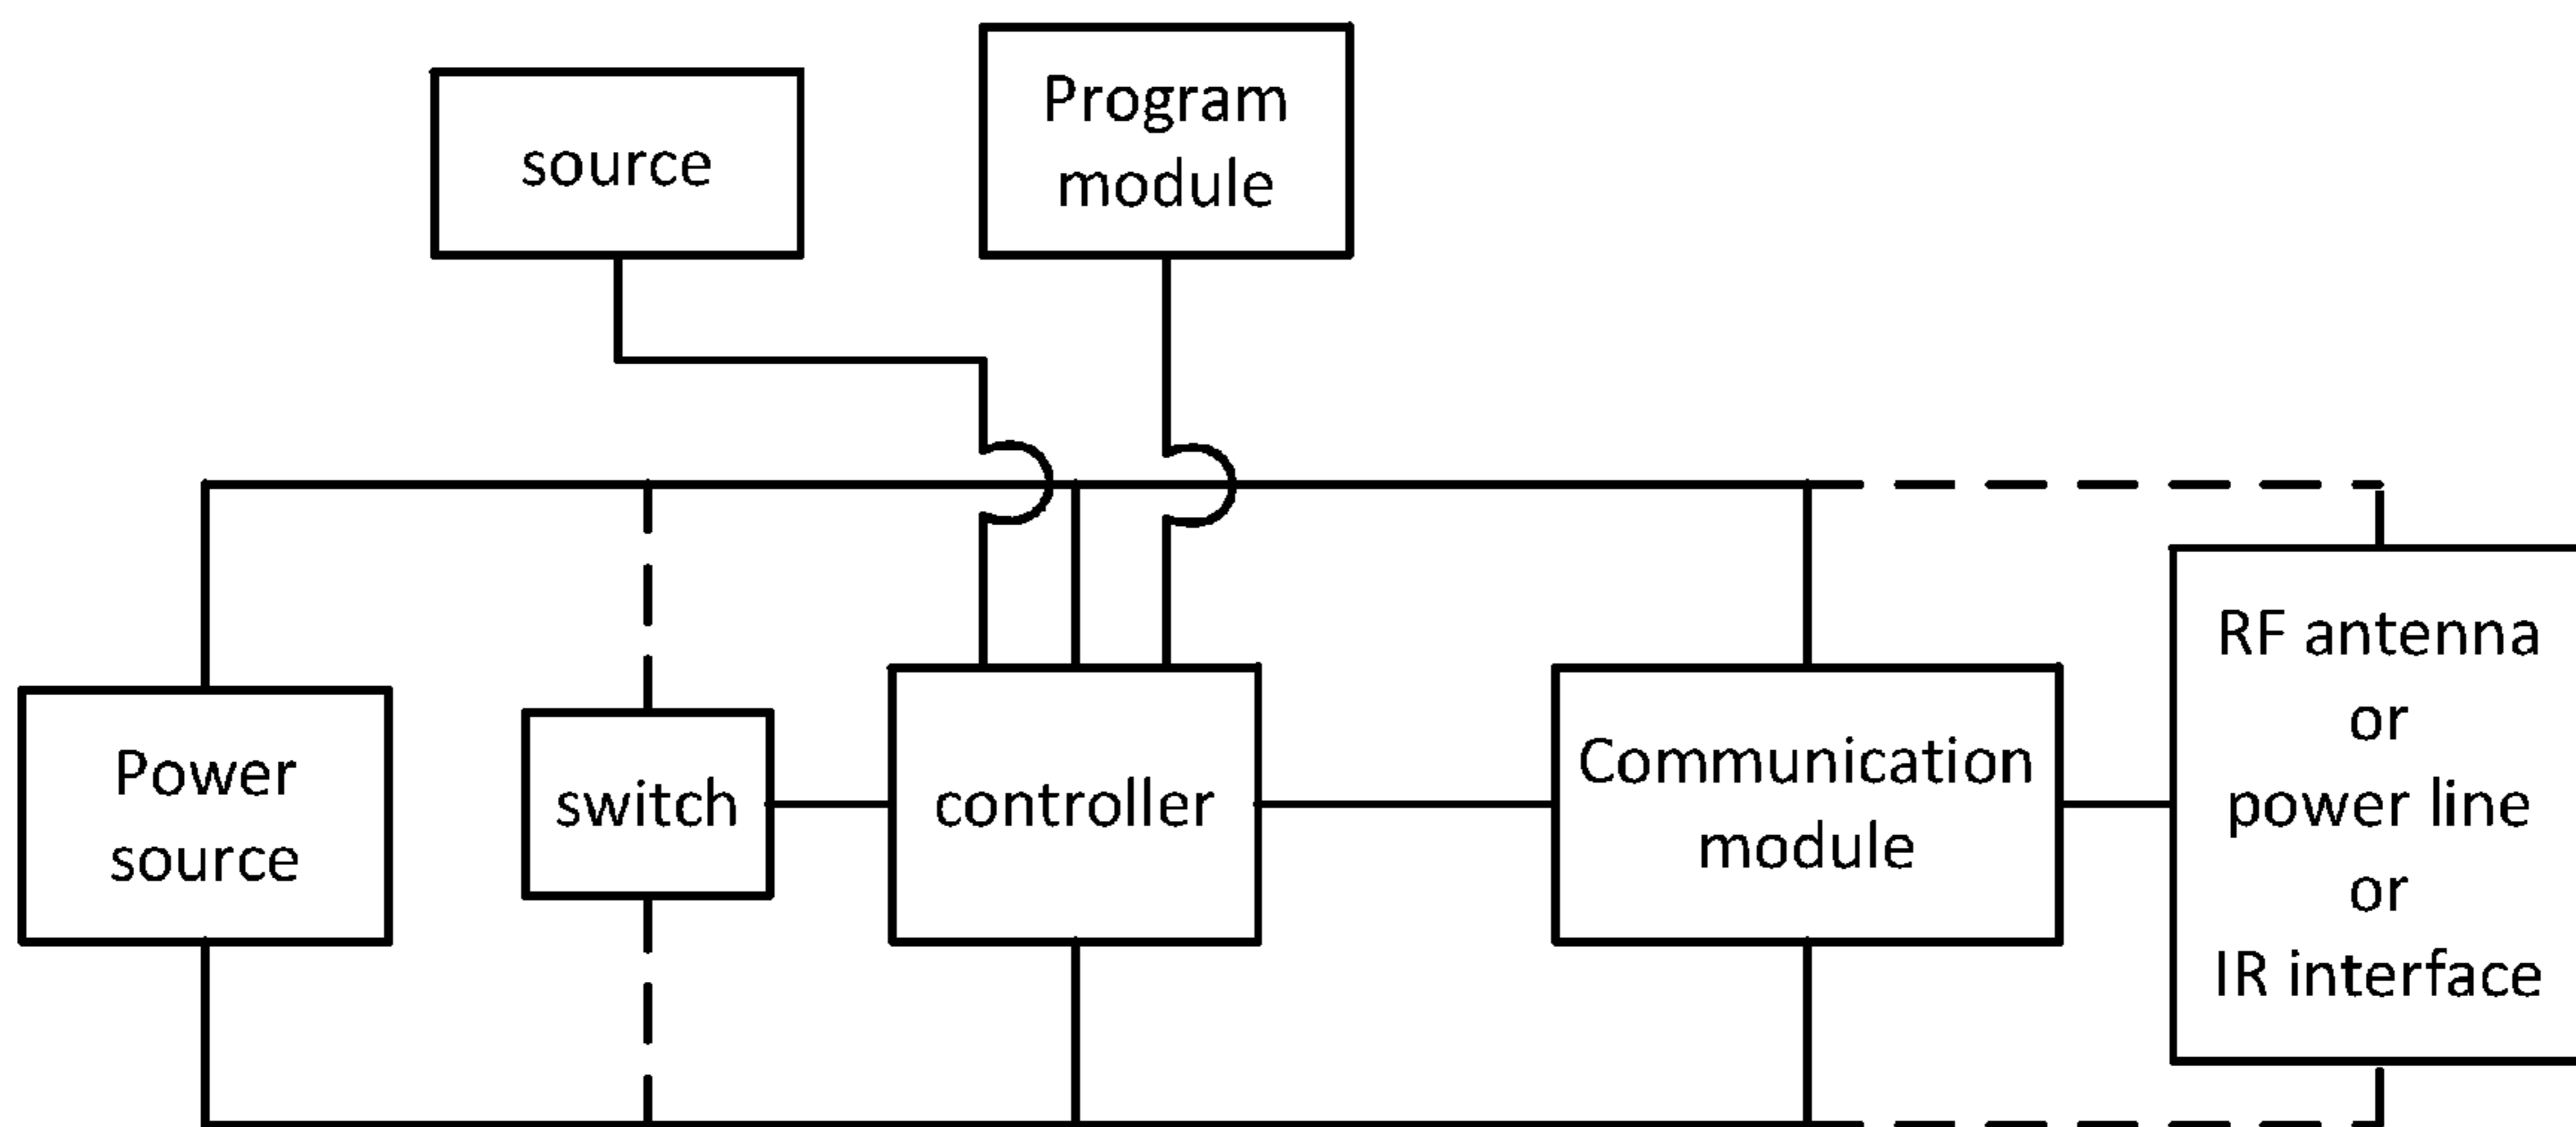 source
Program
module
Power
source
switch
controller
Communication
module
RF antenna
or
power line
or
IR interface